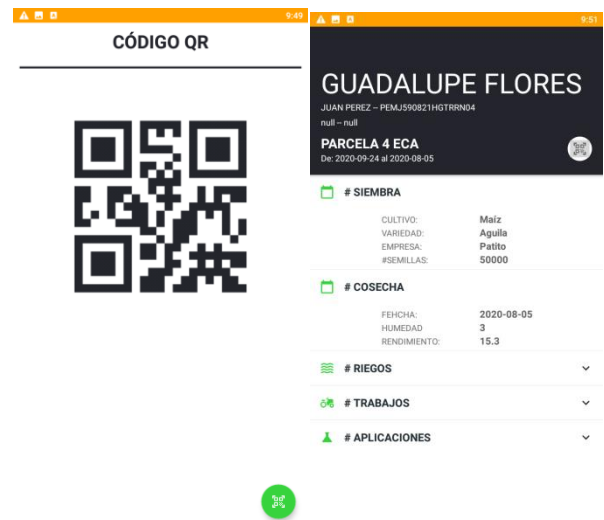 9:49
CÓDIGO QR
9:51
GUADALUPE FLORES
JUAN PEREZ – PEMJ590821HGTRRN04
null – null
PARCELA 4 ECA
De: 2020-09-24 al 2020-08-05
# SIEMBRA
CULTIVO: Maíz
VARIEDAD: Aguila
EMPRESA: Patito
#SEMILLAS: 50000
# COSECHA
FEHCHA: 2020-08-05
HUMEDAD 3
RENDIMIENTO: 15.3
# RIEGOS
# TRABAJOS
# APLICACIONES